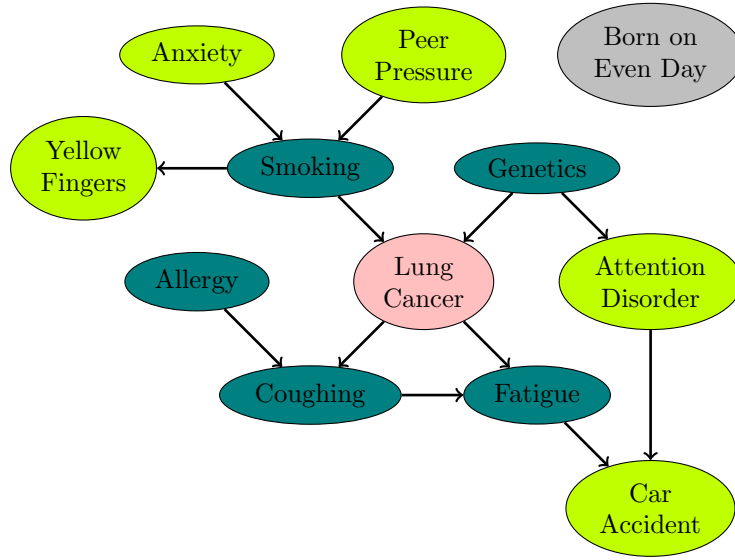 Anxiety
Peer
Pressure
Born on
Even Day
Yellow
Fingers
Smoking
Genetics
Allergy
Lung
Cancer
Attention
Disorder
Coughing
Fatigue
Car
Accident